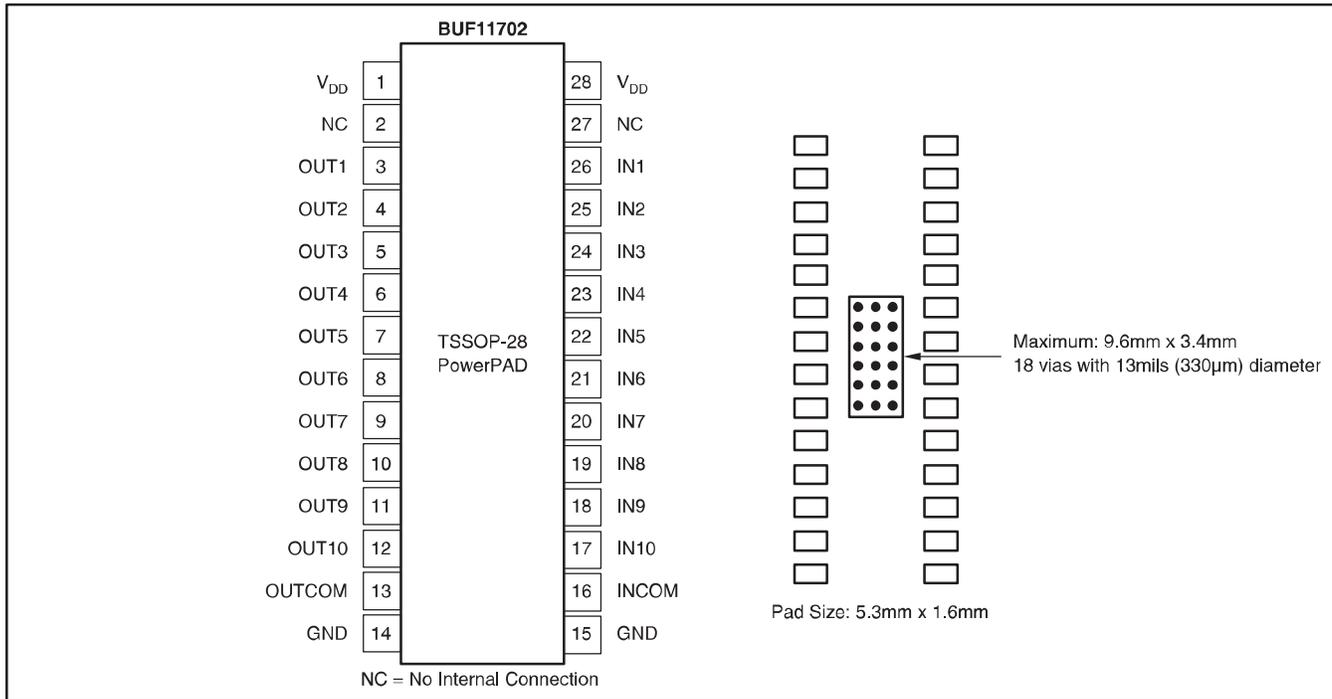 BUF11702
VDD 1 28 VDD
NC 2 27 NC
OUT1 3 26 IN1
OUT2 4 25 IN2
OUT3 5 24 IN3
OUT4 6 23 IN4
OUT5 7 22 IN5
OUT6 8 21 IN6
OUT7 9 20 IN7
OUT8 10 19 IN8
OUT9 11 18 IN9
OUT10 12 17 IN10
OUTCOM 13 16 INCOM
GND 14 15 GND
TSSOP-28
PowerPAD
NC = No Internal Connection
Maximum: 9.6mm x 3.4mm
18 vias with 13mils (330µm) diameter
Pad Size: 5.3mm x 1.6mm